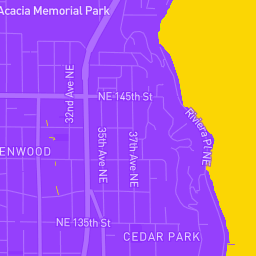 Acacia Memorial Park
32nd Ave NE
NE 145th St
Riviera Pl NE
35th Ave NE
37th Ave NE
ENWOOD
NE 135th St
CEDAR PARK